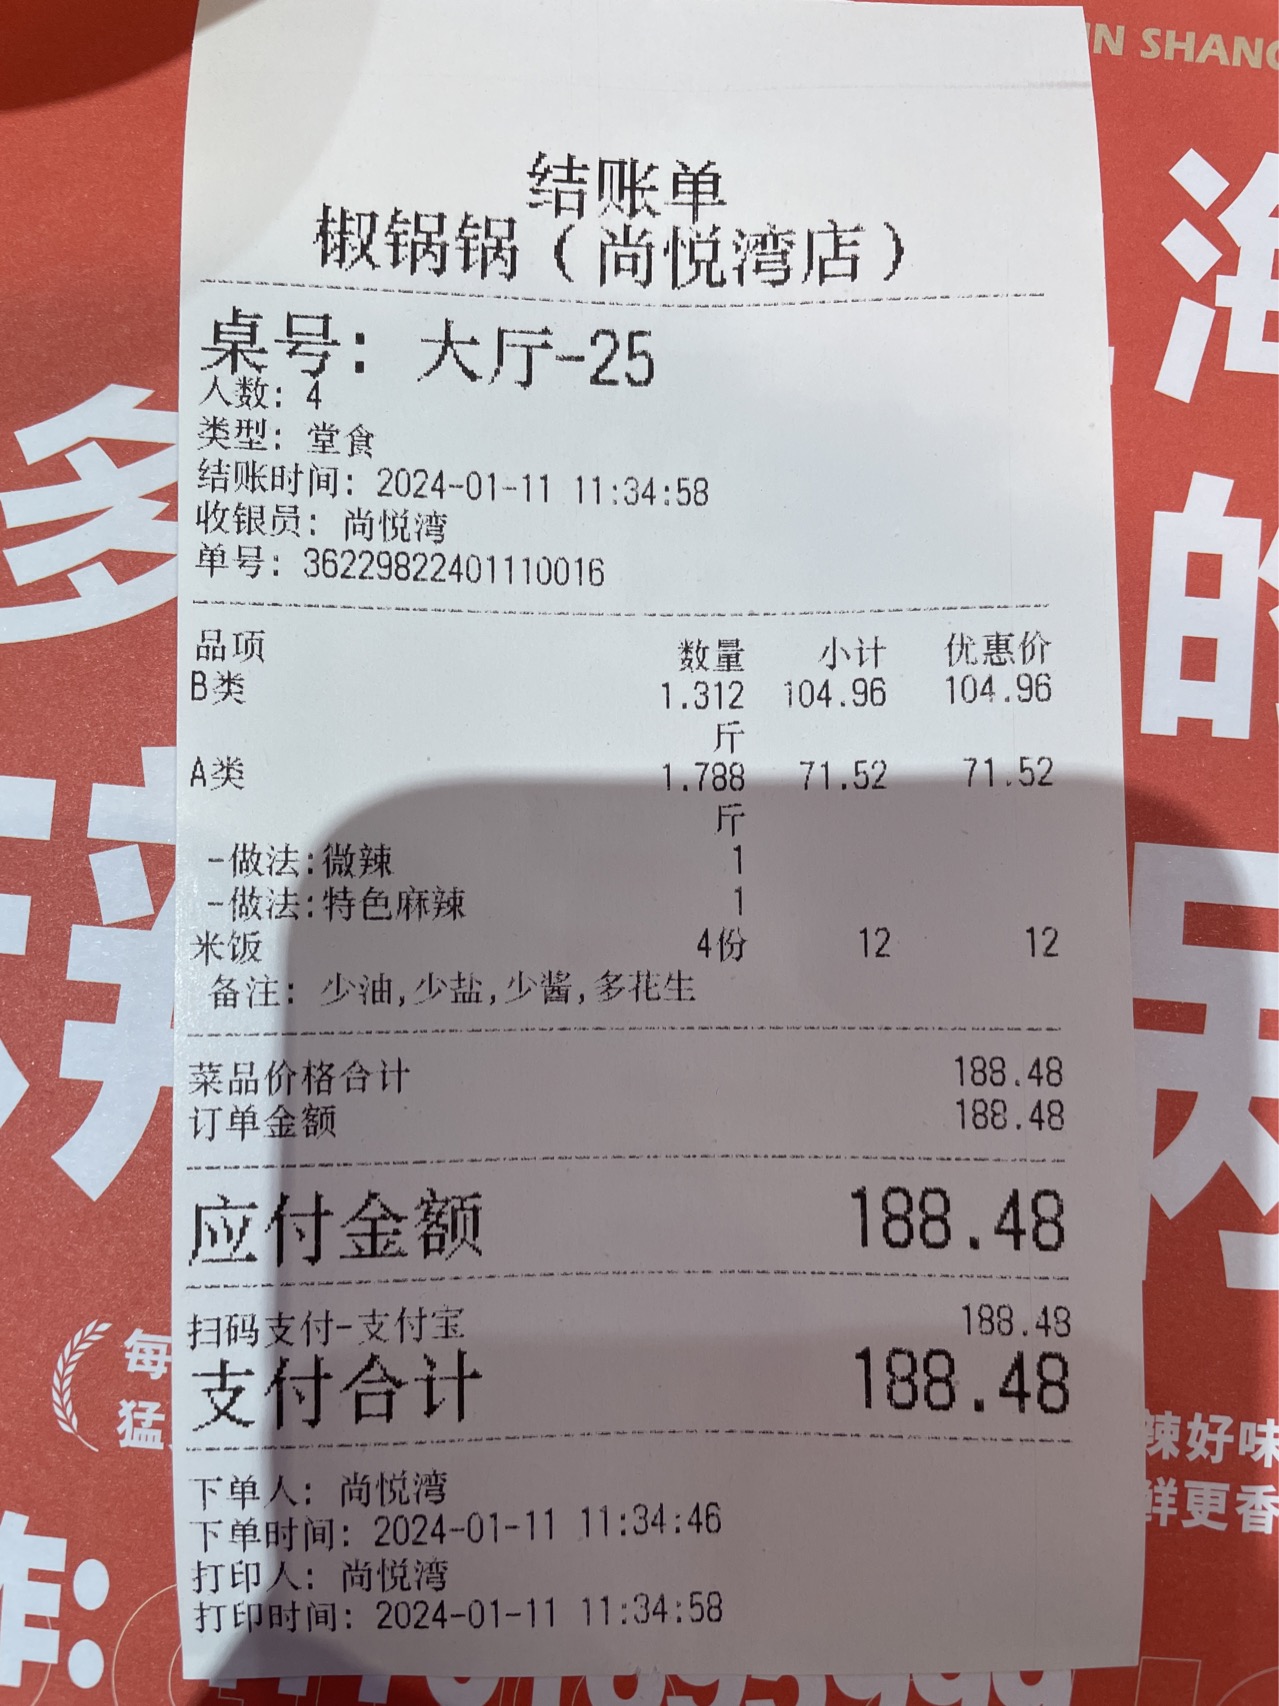 IN SHANG
结账单
椒锅锅（尚悦湾店）
桌号： 大厅-25
人数: 4
类型: 堂食
结账时间: 2024-01-11 11:34:58
收银员: 尚悦湾
单号: 36229822401110016
品项 数量 小计 优惠价
B类 1.312 104.96 104.96
斤
A类 1.788 71.52 71.52
斤
-做法:微辣 1
-做法:特色麻辣 1
米饭 4份 12 12
备注: 少油,少盐,少酱,多花生
菜品价格合计 188.48
订单金额 188.48
应付金额 188.48
扫码支付-支付宝 188.48
支付合计 188.48
下单人: 尚悦湾
下单时间: 2024-01-11 11:34:46
打印人: 尚悦湾
打印时间: 2024-01-11 11:34:58
多
海
的
每
猛
辣好味
鲜更香